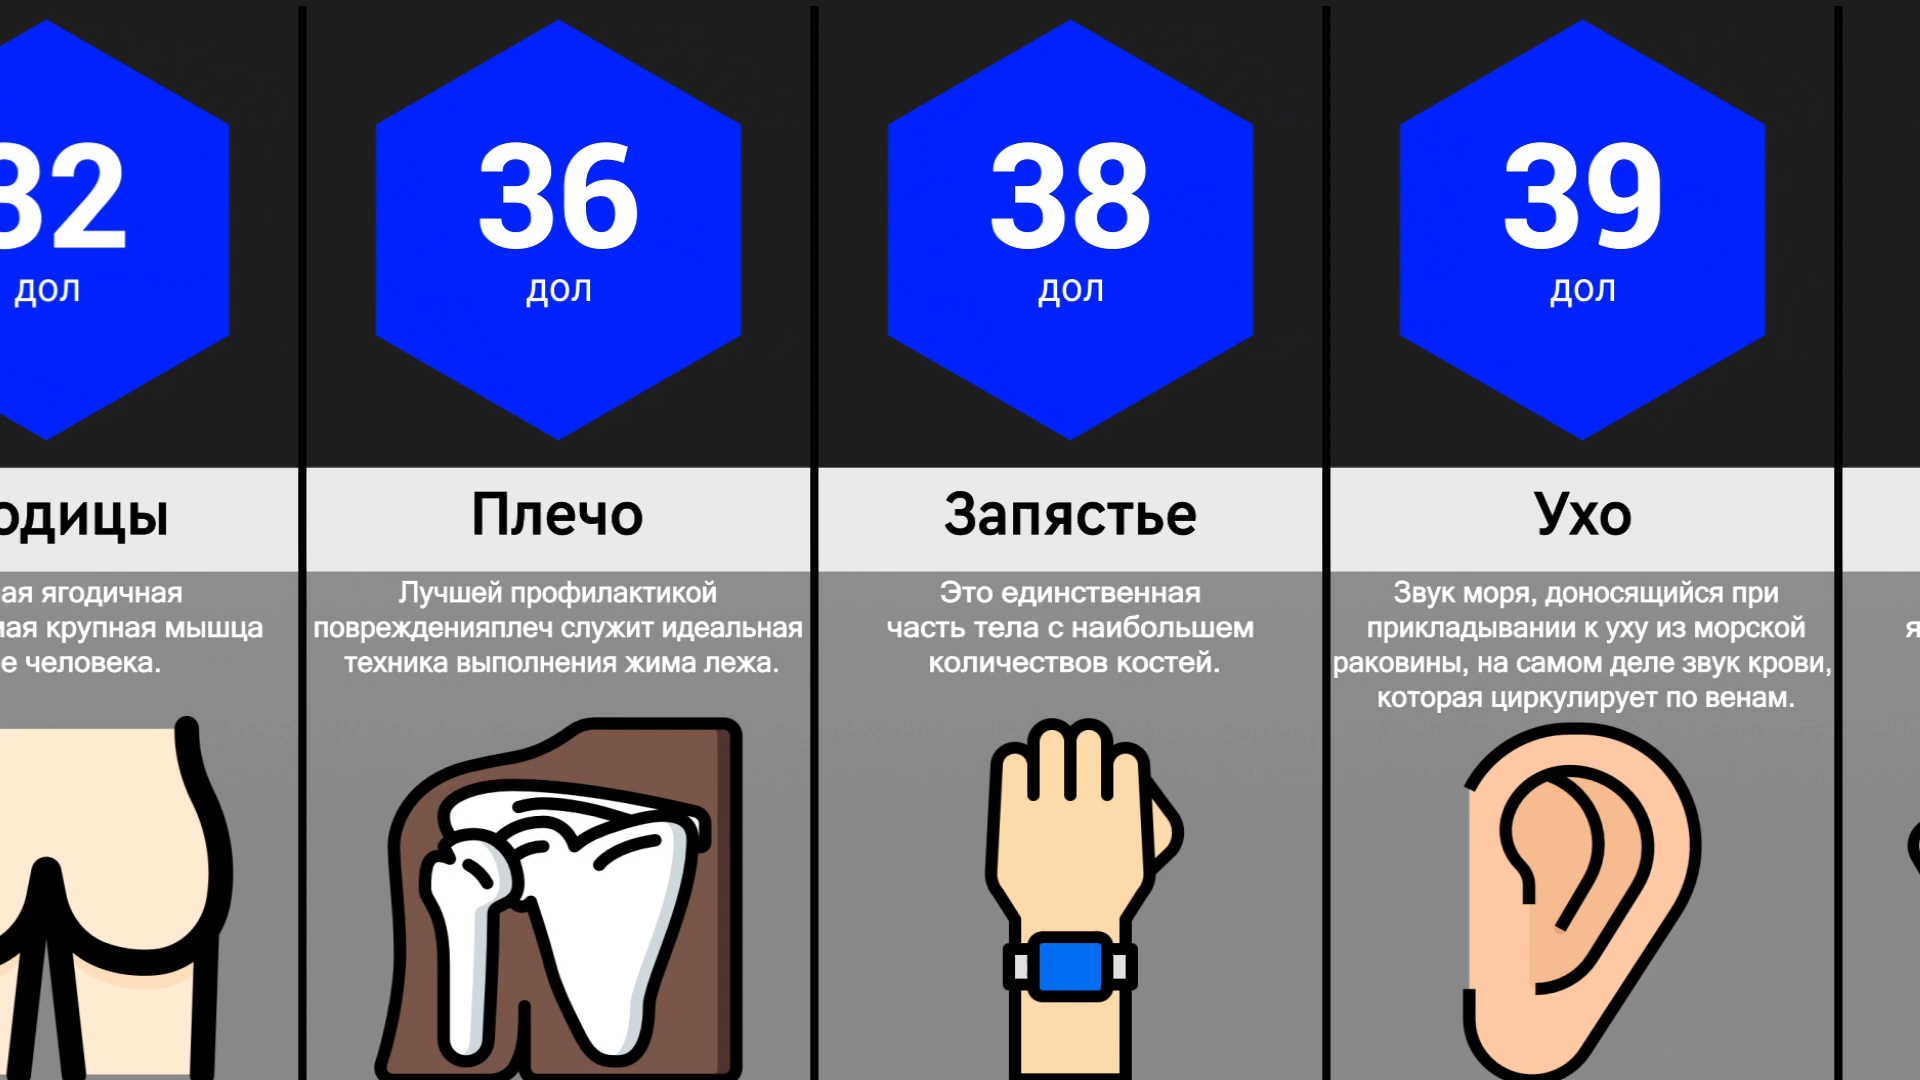 32
дол
одицы
ая ягодичная
мая крупная мышца
е человека.
36
дол
Плечо
Лучшей профилактикой
поврежденияплеч служит идеальная
техника выполнения жима лежа.
38
дол
Запястье
Это единственная
часть тела с наибольшем
количествов костей.
39
дол
Ухо
Звук моря, доносящийся при
прикладывании к уху из морской
раковины, на самом деле звук крови,
которая циркулирует по венам.
я